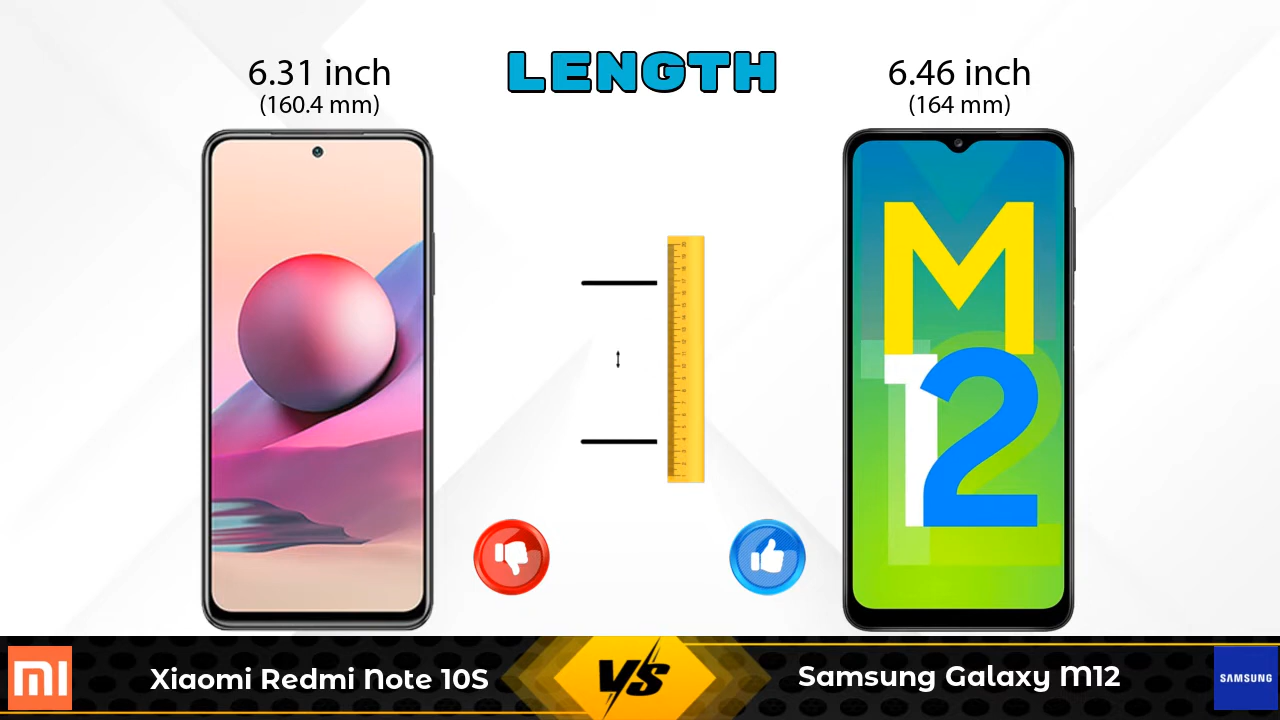 LENGTH
6.31 inch
(160.4 mm)
6.46 inch
(164 mm)
M
12
mi
Xiaomi Redmi Note 10S
VS
Samsung Galaxy M12
SAMSUNG